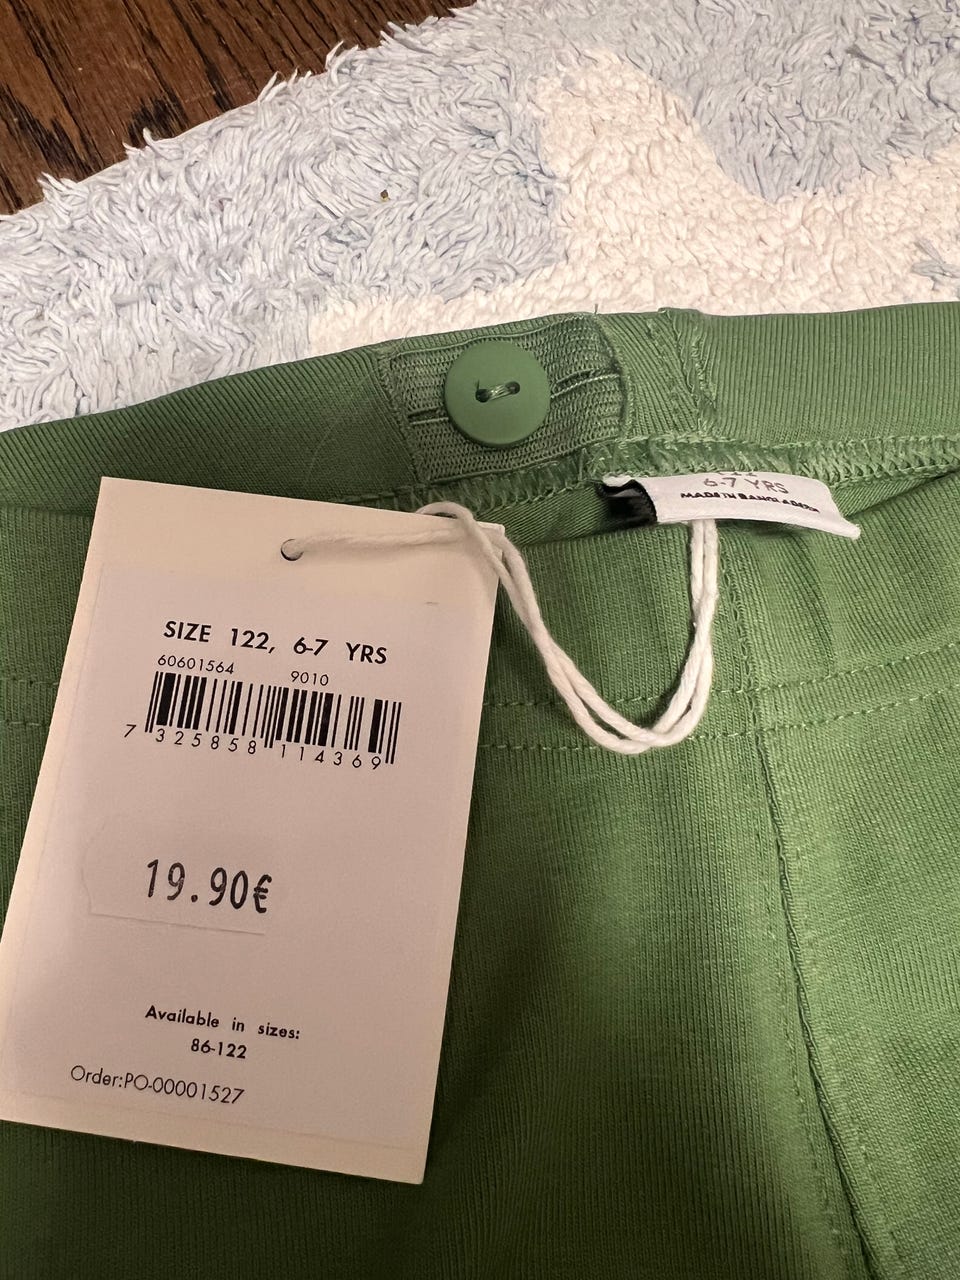 6-7 YRS
MADE IN BANGLADESH
SIZE 122, 6-7 YRS
60601564 9010
7 325858 114369
19.90€
Available in sizes:
86-122
Order:PO-00001527